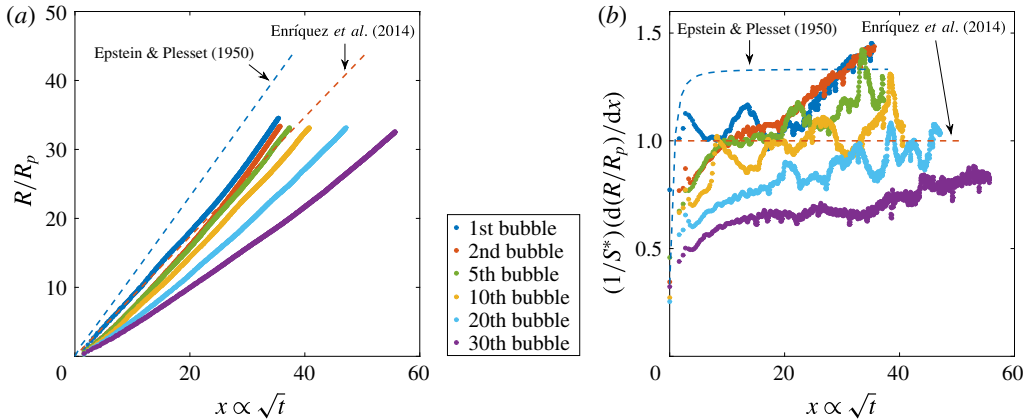 (a)
50
40
30
20
10
0
20
40
60
R/R_p
x ∝ √t
Epstein & Plesset (1950)
Enríquez et al. (2014)
1st bubble
2nd bubble
5th bubble
10th bubble
20th bubble
30th bubble
(b)
1.5
1.0
0.5
0
20
40
60
(1/S*) d(R/R_p)/dx
x ∝ √t
Epstein & Plesset (1950)
Enríquez et al. (2014)